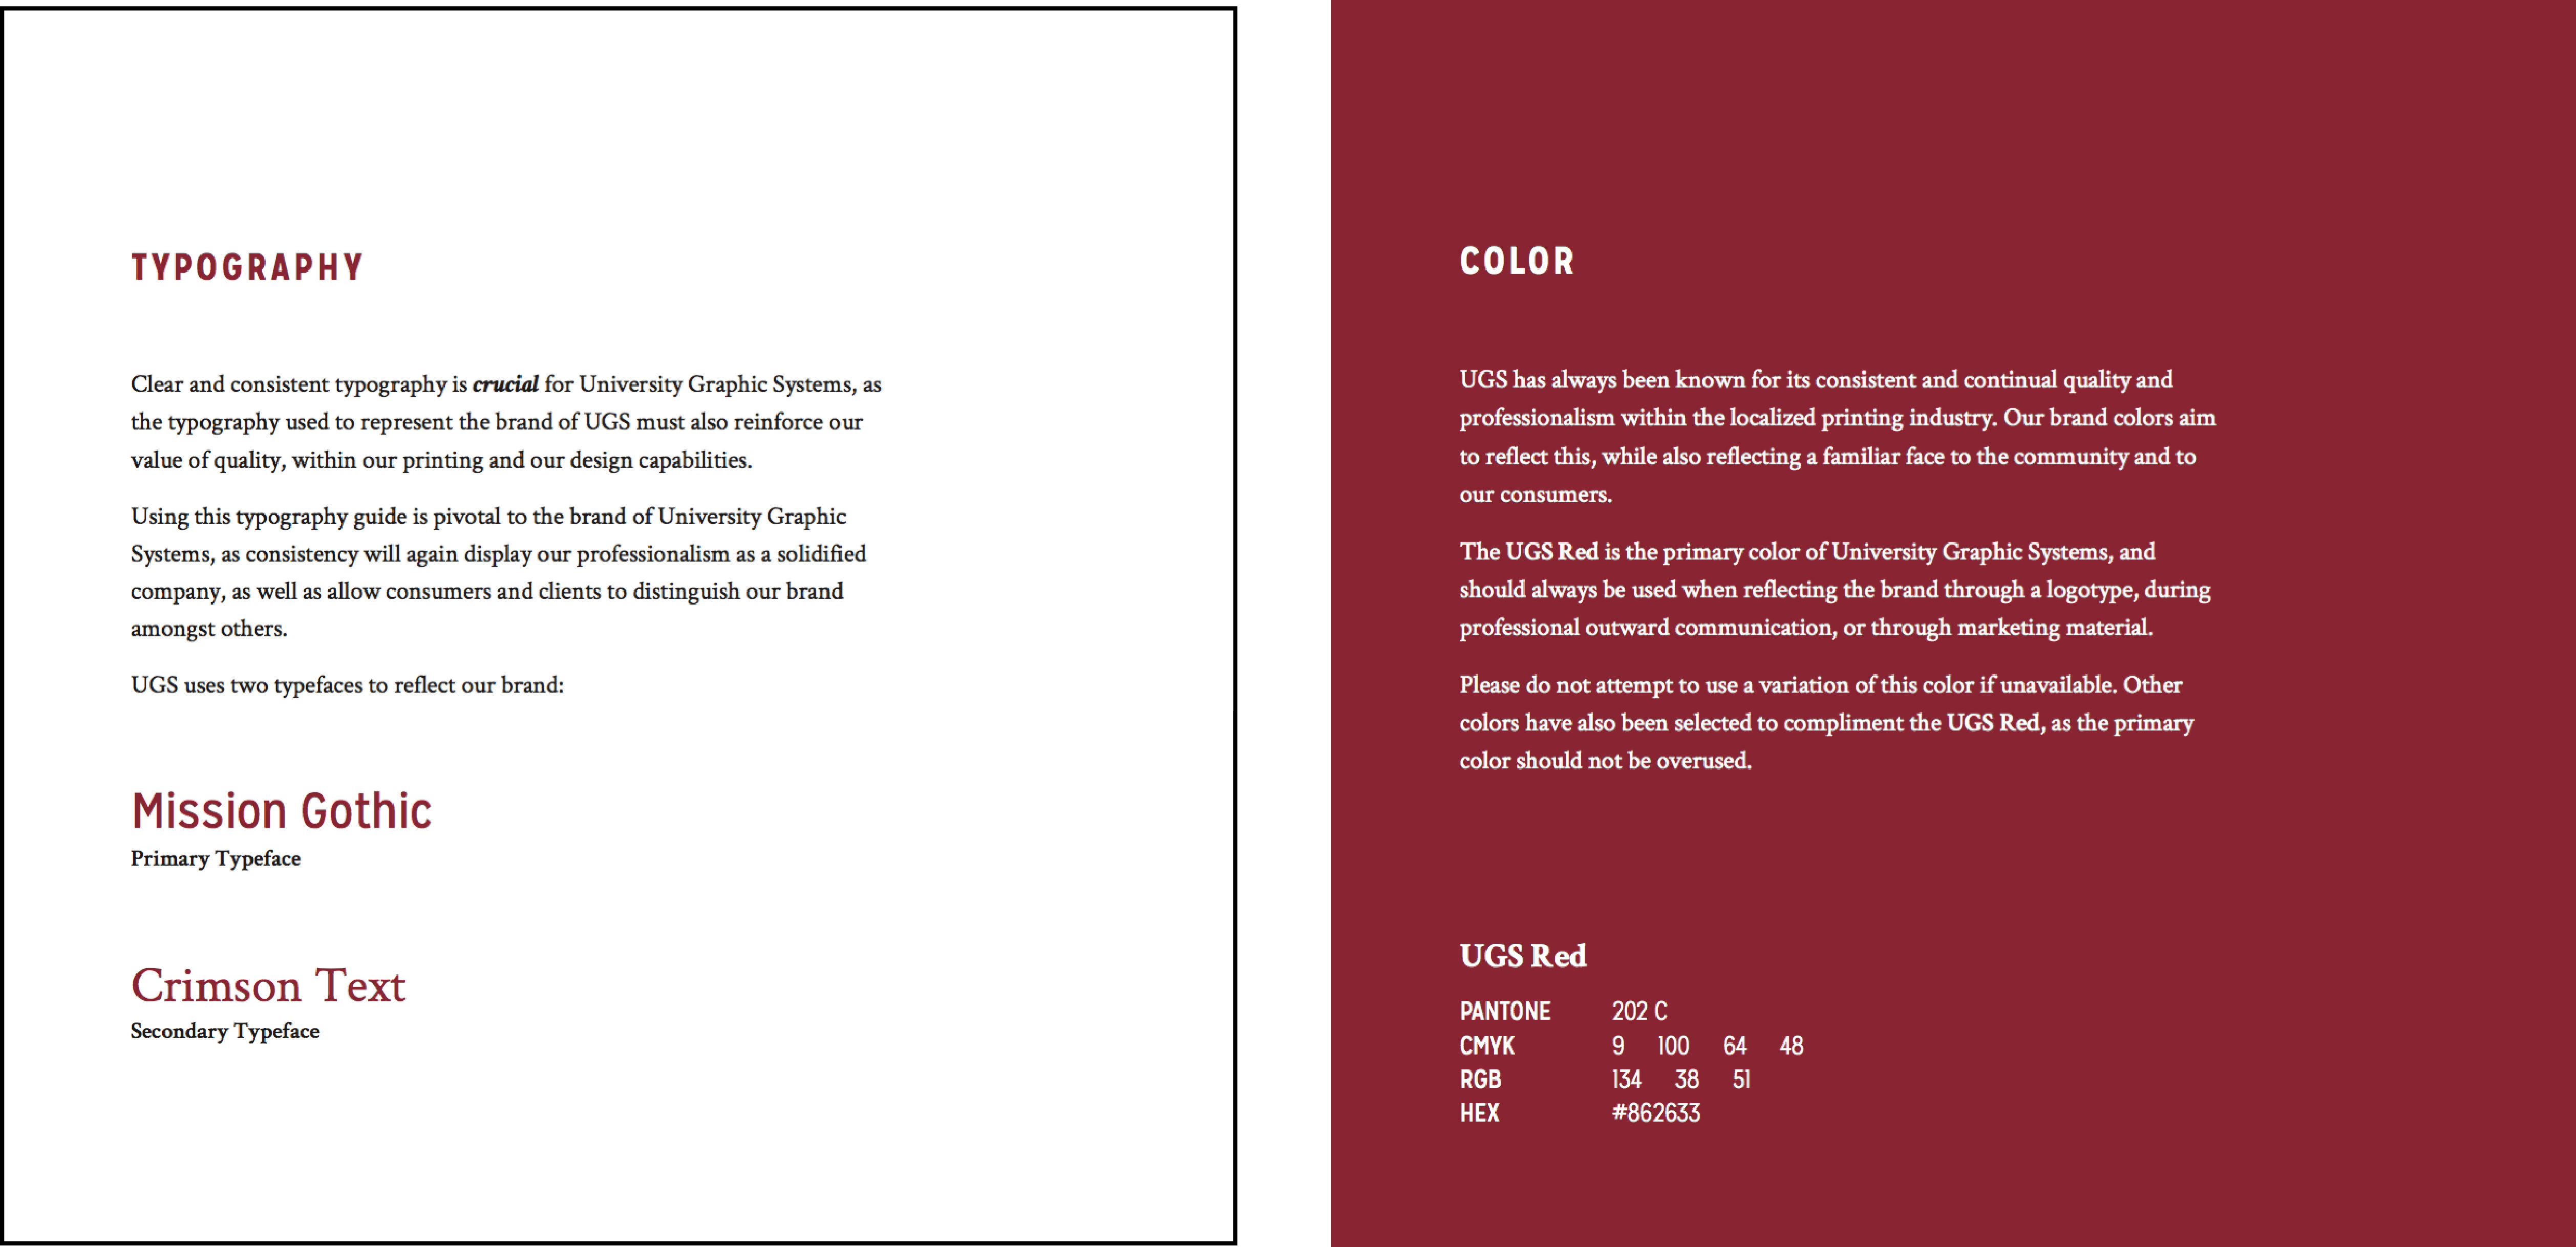 TYPOGRAPHY
Clear and consistent typography is crucial for University Graphic Systems, as
the typography used to represent the brand of UGS must also reinforce our
value of quality, within our printing and our design capabilities.
Using this typography guide is pivotal to the brand of University Graphic
Systems, as consistency will again display our professionalism as a solidified
company, as well as allow consumers and clients to distinguish our brand
amongst others.
UGS uses two typefaces to reflect our brand:
Mission Gothic
Primary Typeface
Crimson Text
Secondary Typeface
COLOR
UGS has always been known for its consistent and continual quality and
professionalism within the localized printing industry. Our brand colors aim
to reflect this, while also reflecting a familiar face to the community and to
our consumers.
The UGS Red is the primary color of University Graphic Systems, and
should always be used when reflecting the brand through a logotype, during
professional outward communication, or through marketing material.
Please do not attempt to use a variation of this color if unavailable. Other
colors have also been selected to compliment the UGS Red, as the primary
color should not be overused.
UGS Red
PANTONE 202 C
CMYK 9 100 64 48
RGB 134 38 51
HEX #862633